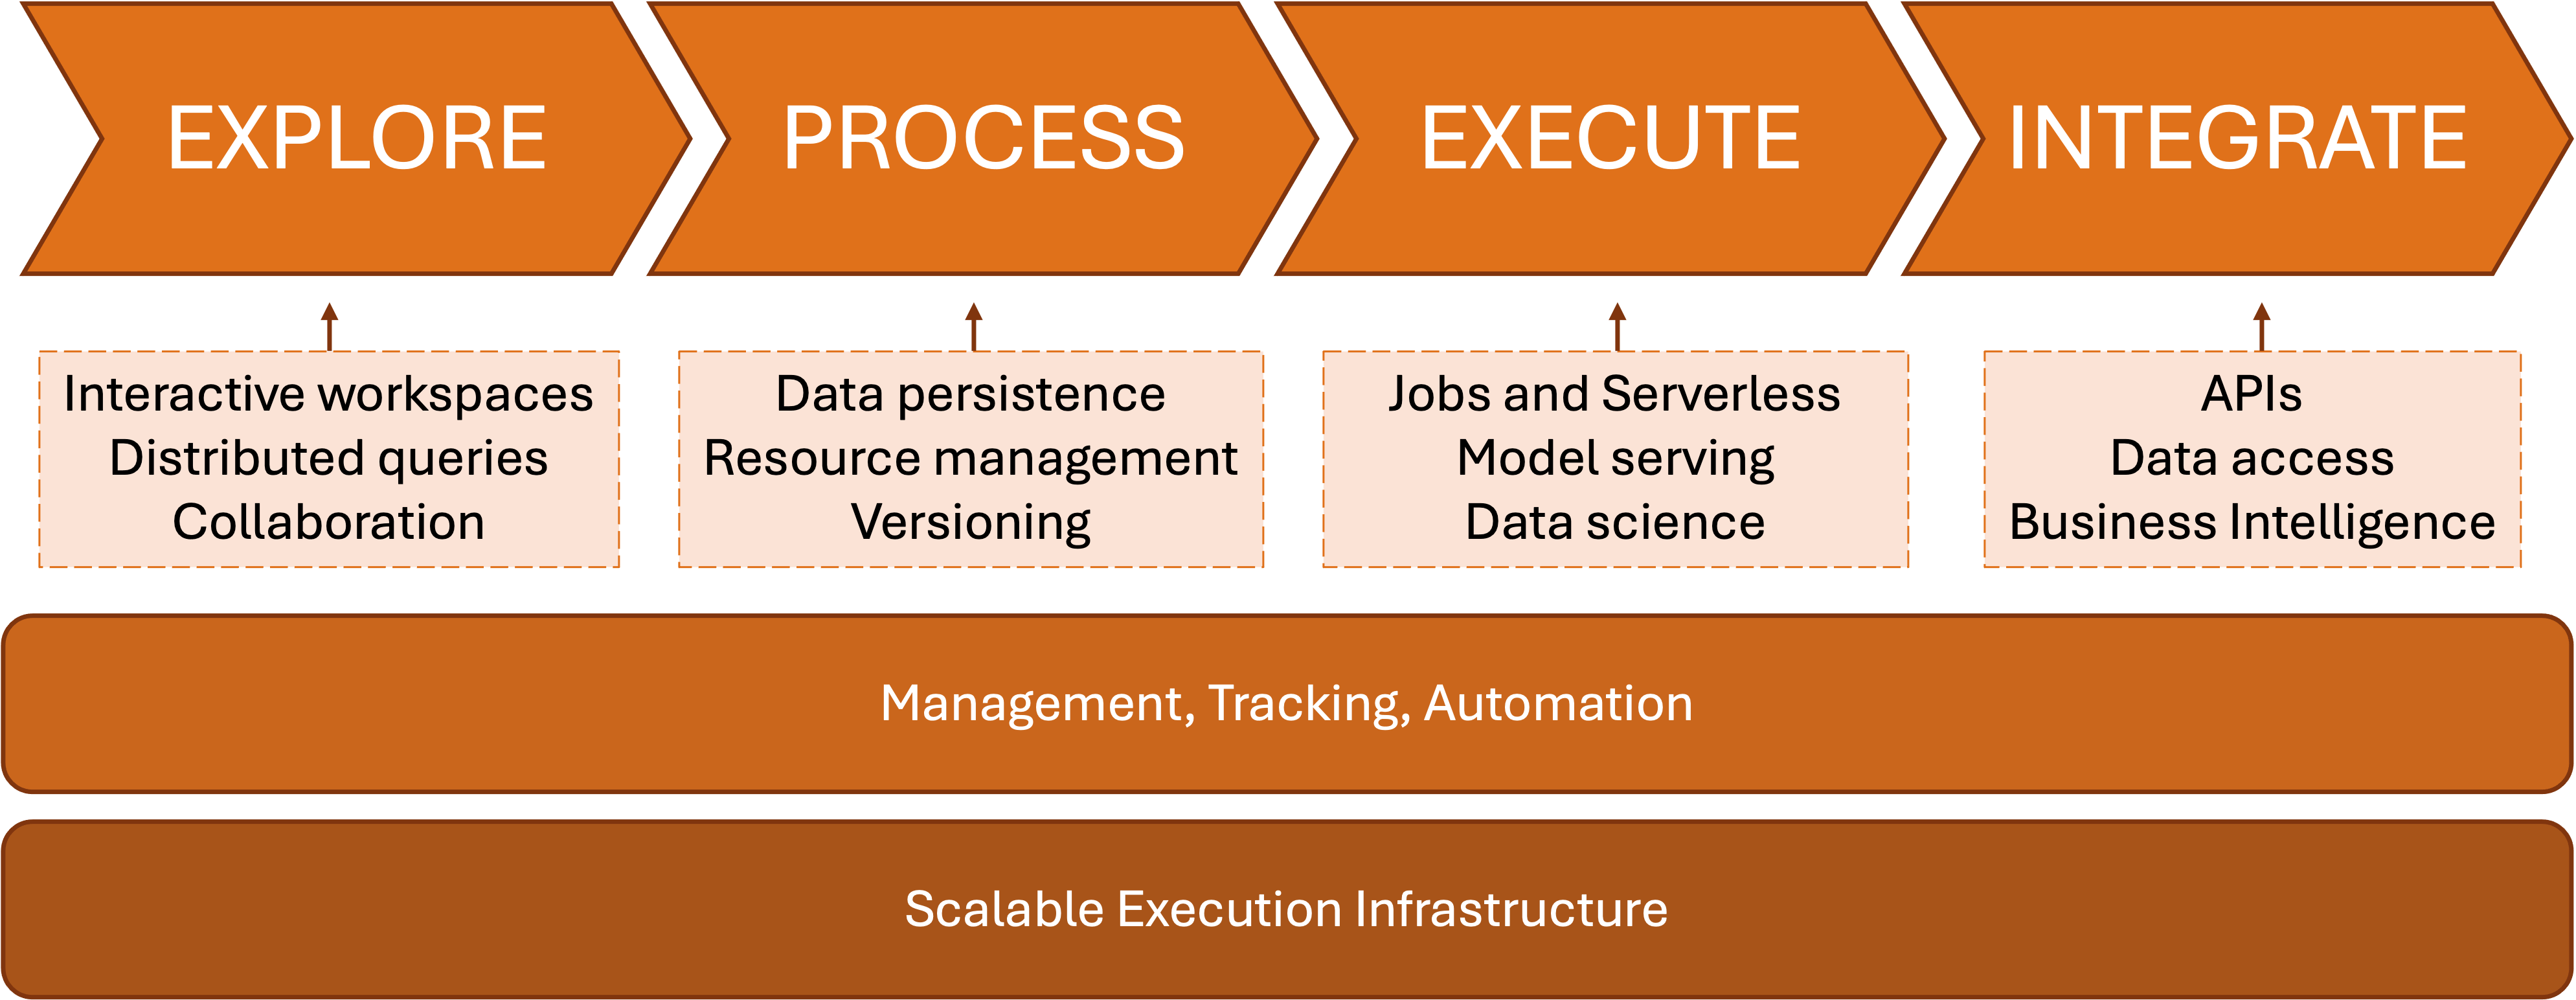 EXPLORE
PROCESS
EXECUTE
INTEGRATE
Interactive workspaces
Distributed queries
Collaboration
Data persistence
Resource management
Versioning
Jobs and Serverless
Model serving
Data science
APIs
Data access
Business Intelligence
Management, Tracking, Automation
Scalable Execution Infrastructure